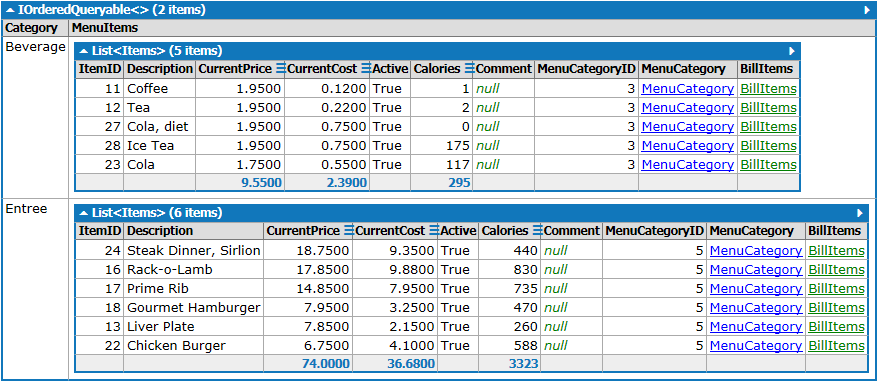 IOrderedQueryable<> (2 items)
Category MenuItems
Beverage
List<Items> (5 items)
ItemID Description CurrentPrice CurrentCost Active Calories Comment MenuCategoryID MenuCategory BillItems
11 Coffee 1.9500 0.1200 True 1 null 3 MenuCategory BillItems
12 Tea 1.9500 0.2200 True 2 null 3 MenuCategory BillItems
27 Cola, diet 1.9500 0.7500 True 0 null 3 MenuCategory BillItems
28 Ice Tea 1.9500 0.7500 True 175 null 3 MenuCategory BillItems
23 Cola 1.7500 0.5500 True 117 null 3 MenuCategory BillItems
9.5500 2.3900 295
Entree
List<Items> (6 items)
ItemID Description CurrentPrice CurrentCost Active Calories Comment MenuCategoryID MenuCategory BillItems
24 Steak Dinner, Sirlion 18.7500 9.3500 True 440 null 5 MenuCategory BillItems
16 Rack-o-Lamb 17.8500 9.8800 True 830 null 5 MenuCategory BillItems
17 Prime Rib 14.8500 7.9500 True 735 null 5 MenuCategory BillItems
18 Gourmet Hamburger 7.9500 3.2500 True 470 null 5 MenuCategory BillItems
13 Liver Plate 7.8500 2.1500 True 260 null 5 MenuCategory BillItems
22 Chicken Burger 6.7500 4.1000 True 588 null 5 MenuCategory BillItems
74.0000 36.6800 3323